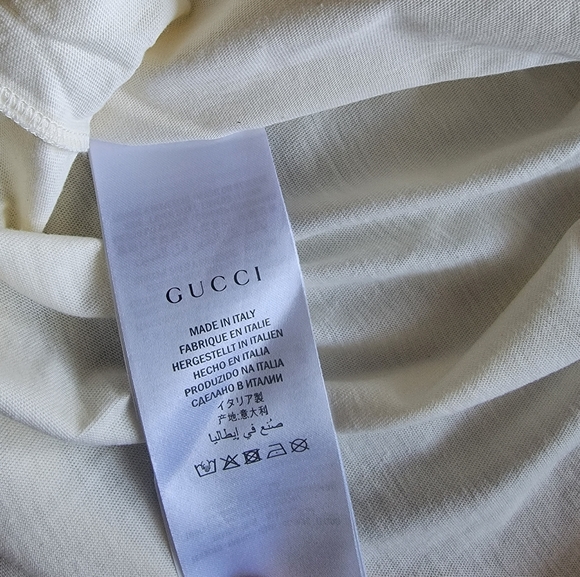 GUCCI
MADE IN ITALY
FABRIQUE EN ITALIE
HERGESTELLT IN ITALIEN
HECHO EN ITALIA
PRODUZIDO NA ITALIA
СДЕЛАНО В ИТАЛИИ
イタリア製
产地:意大利
صُنع في إيطاليا